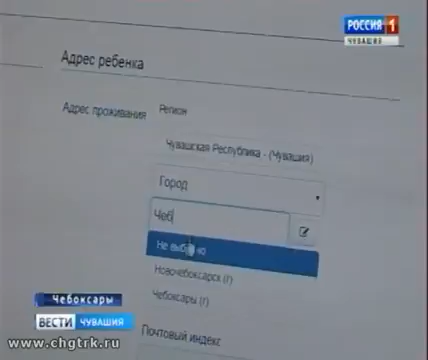 РОССИЯ 1
ЧУВАШИЯ
Адрес ребенка
Адрес проживания
Регион
Чувашская Республика - (Чувашия)
Город
Чеб
Не выбрано
Новочебоксарск (г)
Чебоксары (г)
Почтовый индекс
Чебоксары
ВЕСТИ ЧУВАШИЯ
www.chgtrk.ru